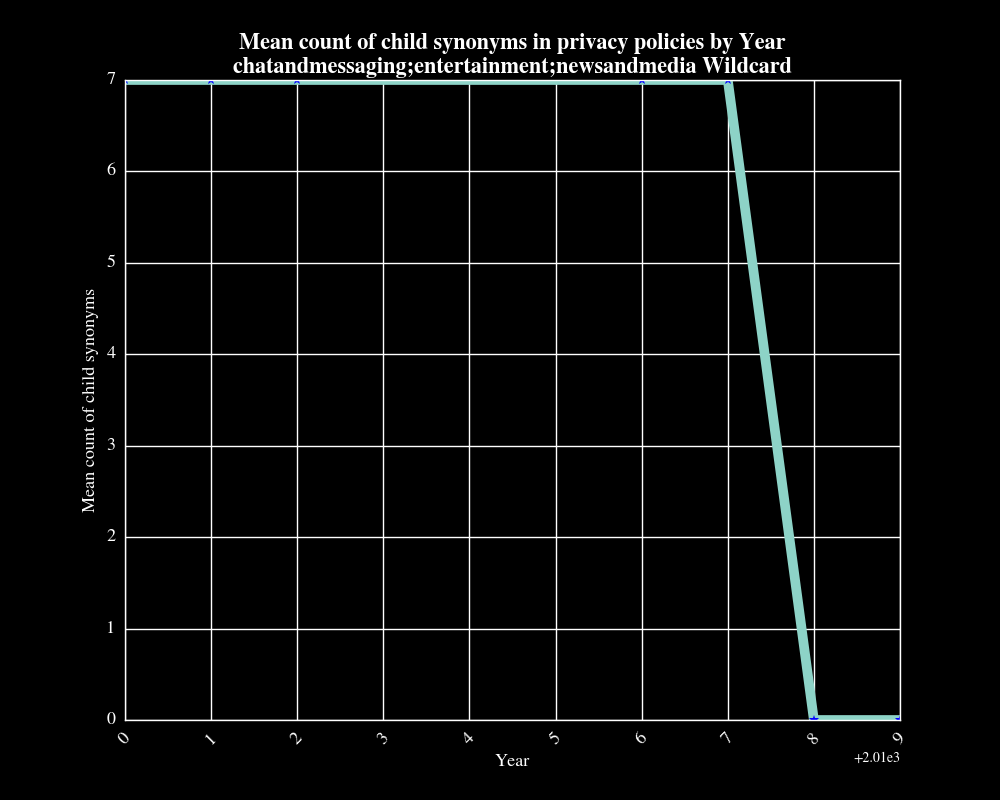 Mean count of child synonyms in privacy policies by Year
chatandmessaging;entertainment;newsandmedia Wildcard
7
6
5
4
3
2
1
0
Mean count of child synonyms
0 1 2 3 4 5 6 7 8 9
Year
+2.01e3